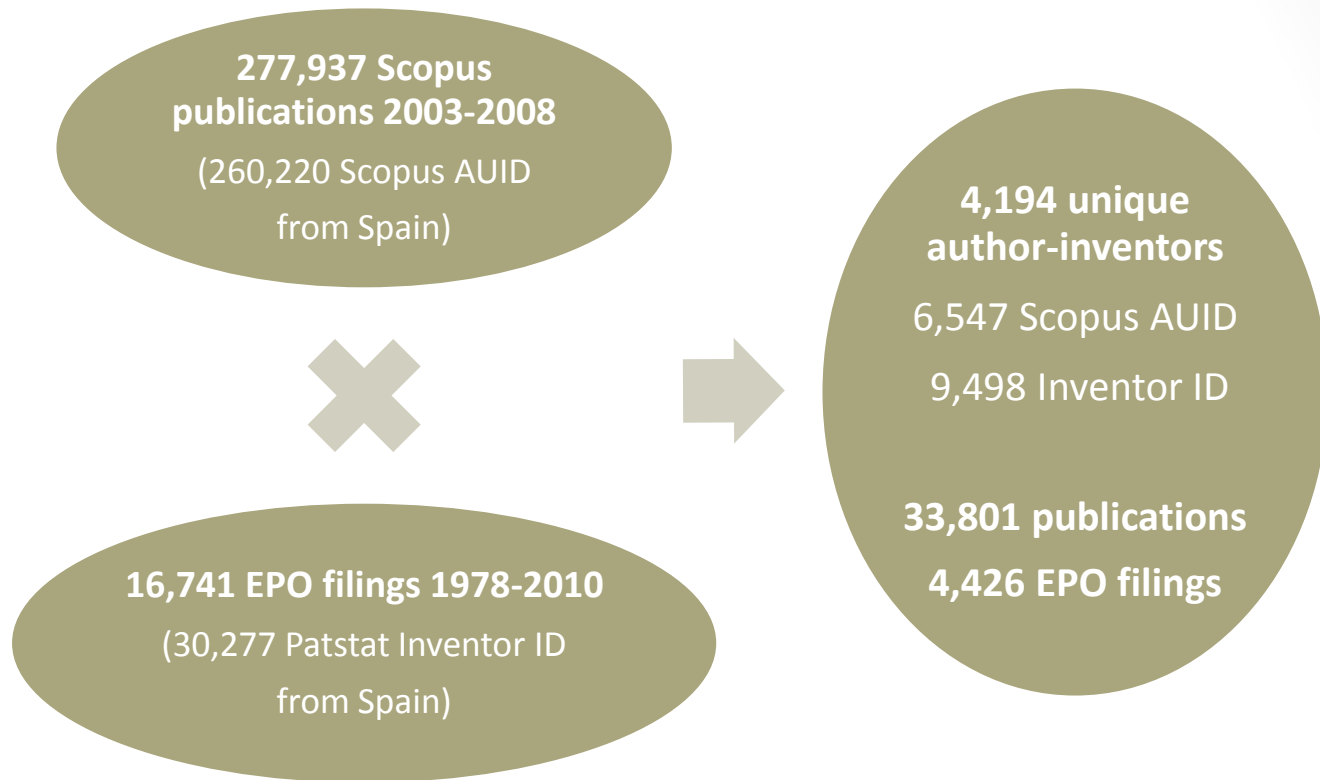 277,937 Scopus
publications 2003-2008
(260,220 Scopus AUID
from Spain)
16,741 EPO filings 1978-2010
(30,277 Patstat Inventor ID
from Spain)
4,194 unique
author-inventors
6,547 Scopus AUID
9,498 Inventor ID
33,801 publications
4,426 EPO filings